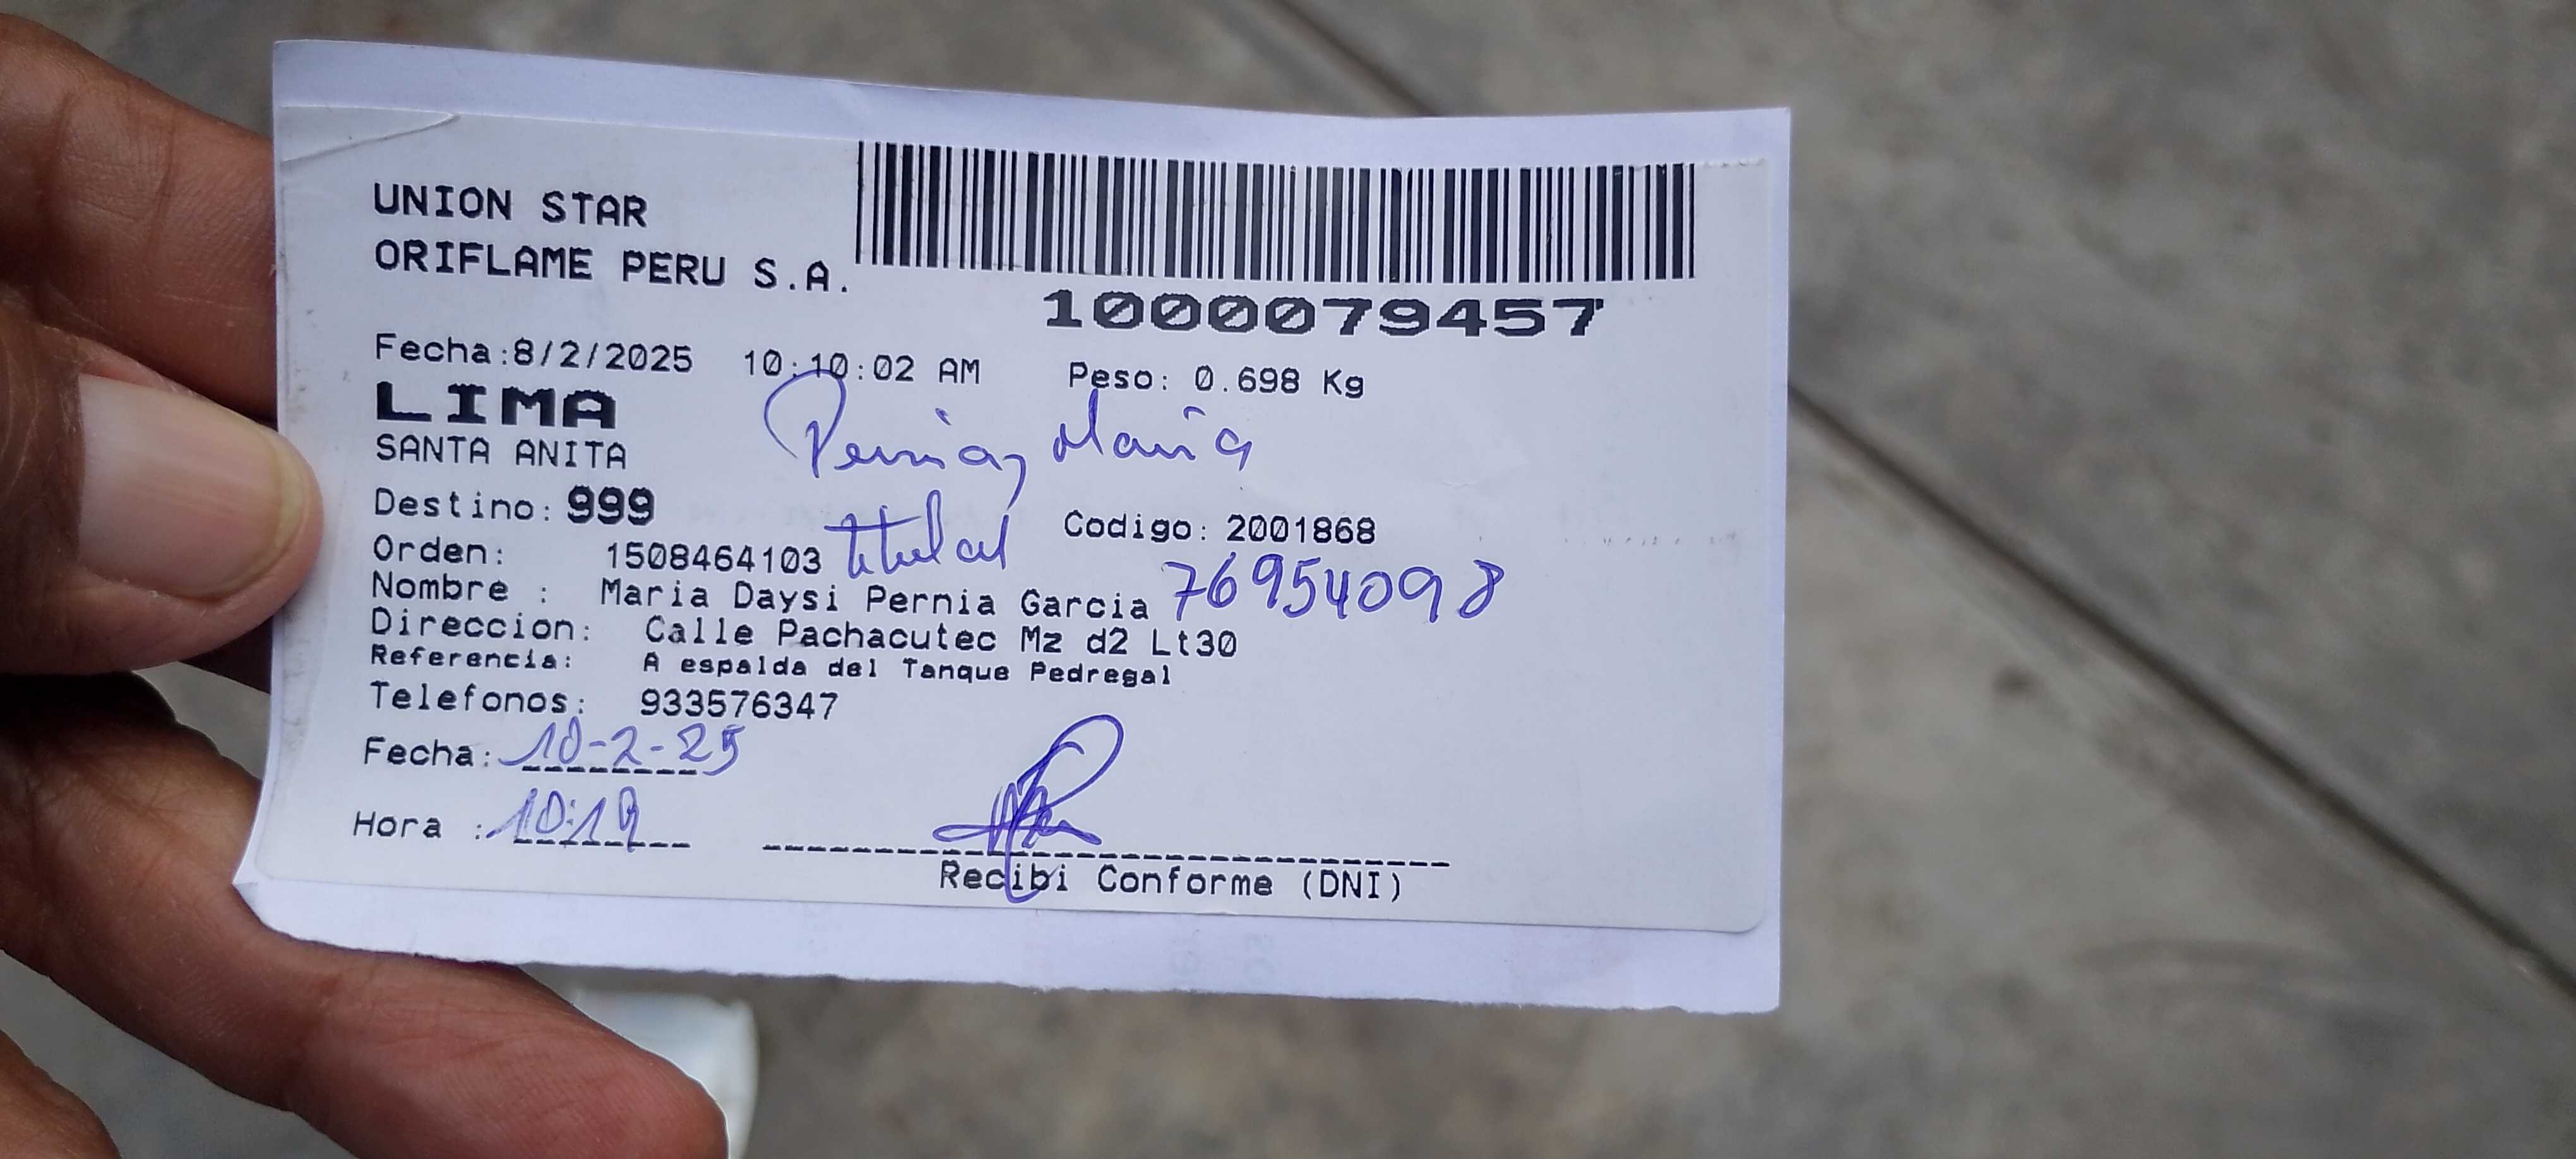 UNION STAR
ORIFLAME PERU S.A.
1000079457
Fecha:8/2/2025 10:10:02 AM Peso: 0.698 Kg
LIMA
Pernia, Maria
SANTA ANITA
Destino: 999
titular Codigo: 2001868
Orden: 1508464103
76954098
Nombre : Maria Daysi Pernia Garcia
Direccion: Calle Pachacutec Mz d2 Lt30
Referencia: A espalda del Tanque Pedregal
Telefonos: 933576347
Fecha: 10-2-25
Hora : 10:19
Recibi Conforme (DNI)